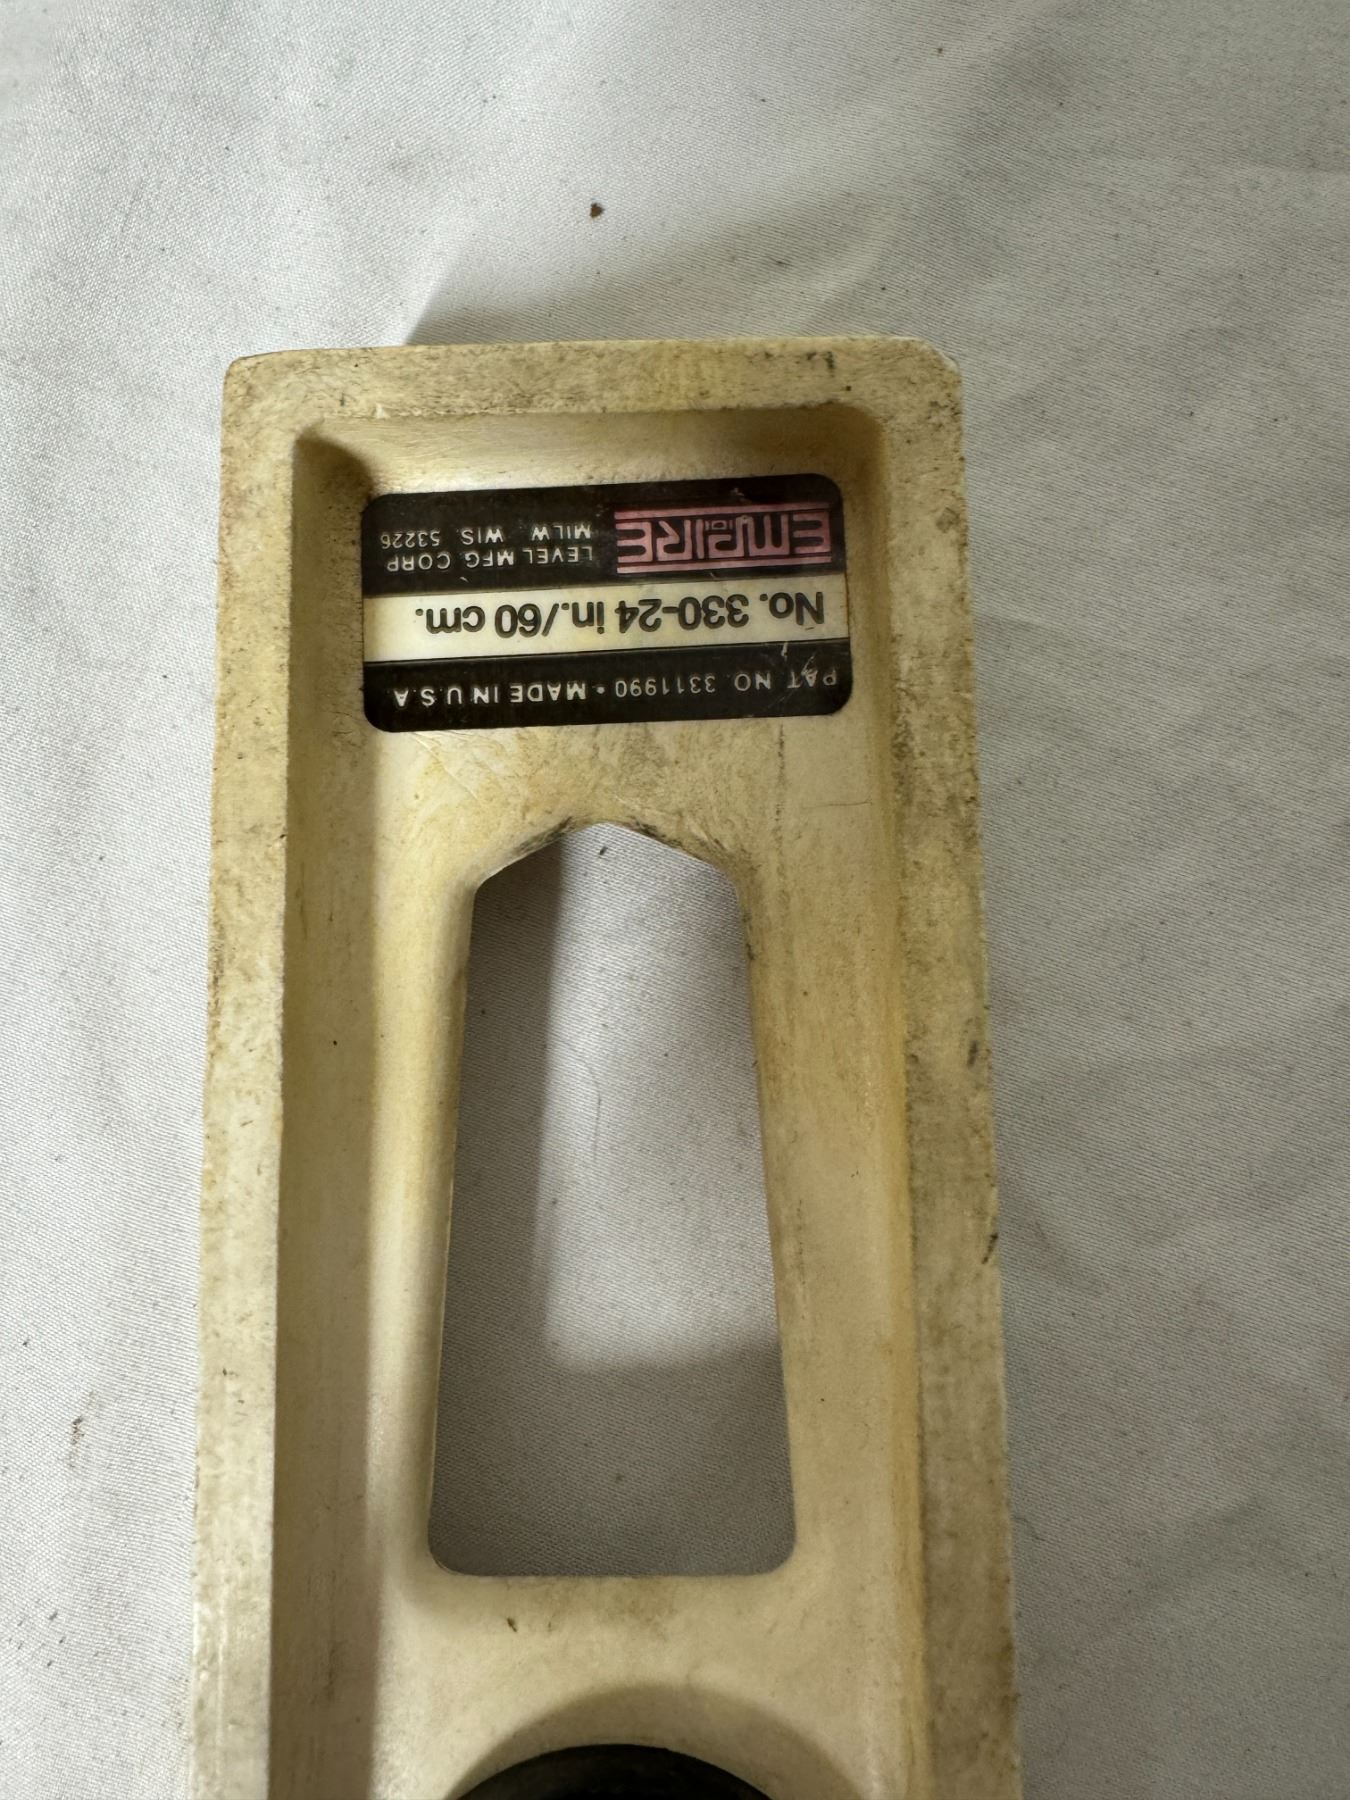 EMPIRE
LEVEL MFG. CORP
MILW. WIS. 53226
No. 330-24 in./60 cm.
PAT. NO. 3311990 • MADE IN U.S.A.